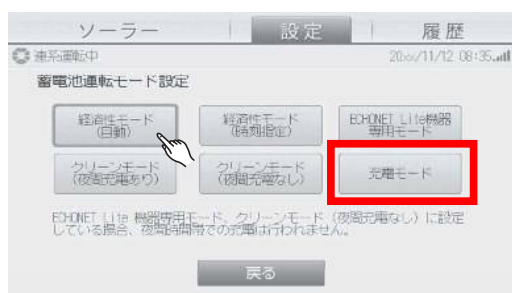 ソーラー 設定 履歴
連系運転中 20xx/11/12 08:35
蓄電池運転モード設定
経済性モード
(自動)
経済性モード
(時刻指定)
ECHONET Lite機器
専用モード
クリーンモード
(夜間充電あり)
クリーンモード
(夜間充電なし)
充電モード
ECHONET Lite 機器専用モード、クリーンモード（夜間充電なし）に設定
している場合、夜間時間帯での充電は行われません。
戻る